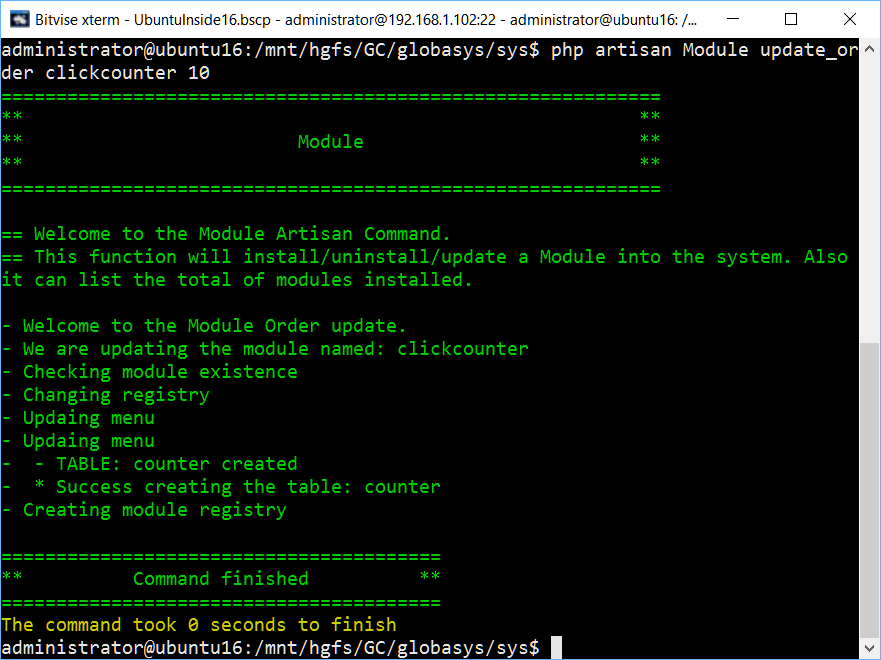 Bitvise xterm - UbuntuInside16.bscp - administrator@192.168.1.102:22 - administrator@ubuntu16: /...
administrator@ubuntu16:/mnt/hgfs/GC/globasys/sys$ php artisan Module update_or
der clickcounter 10
============================================================
** **
** Module **
** **
============================================================
== Welcome to the Module Artisan Command.
== This function will install/uninstall/update a Module into the system. Also
it can list the total of modules installed.
- Welcome to the Module Order update.
- We are updating the module named: clickcounter
- Checking module existence
- Changing registry
- Updaing menu
- Updaing menu
-  - TABLE: counter created
-  * Success creating the table: counter
- Creating module registry
========================================
** Command finished **
========================================
The command took 0 seconds to finish
administrator@ubuntu16:/mnt/hgfs/GC/globasys/sys$